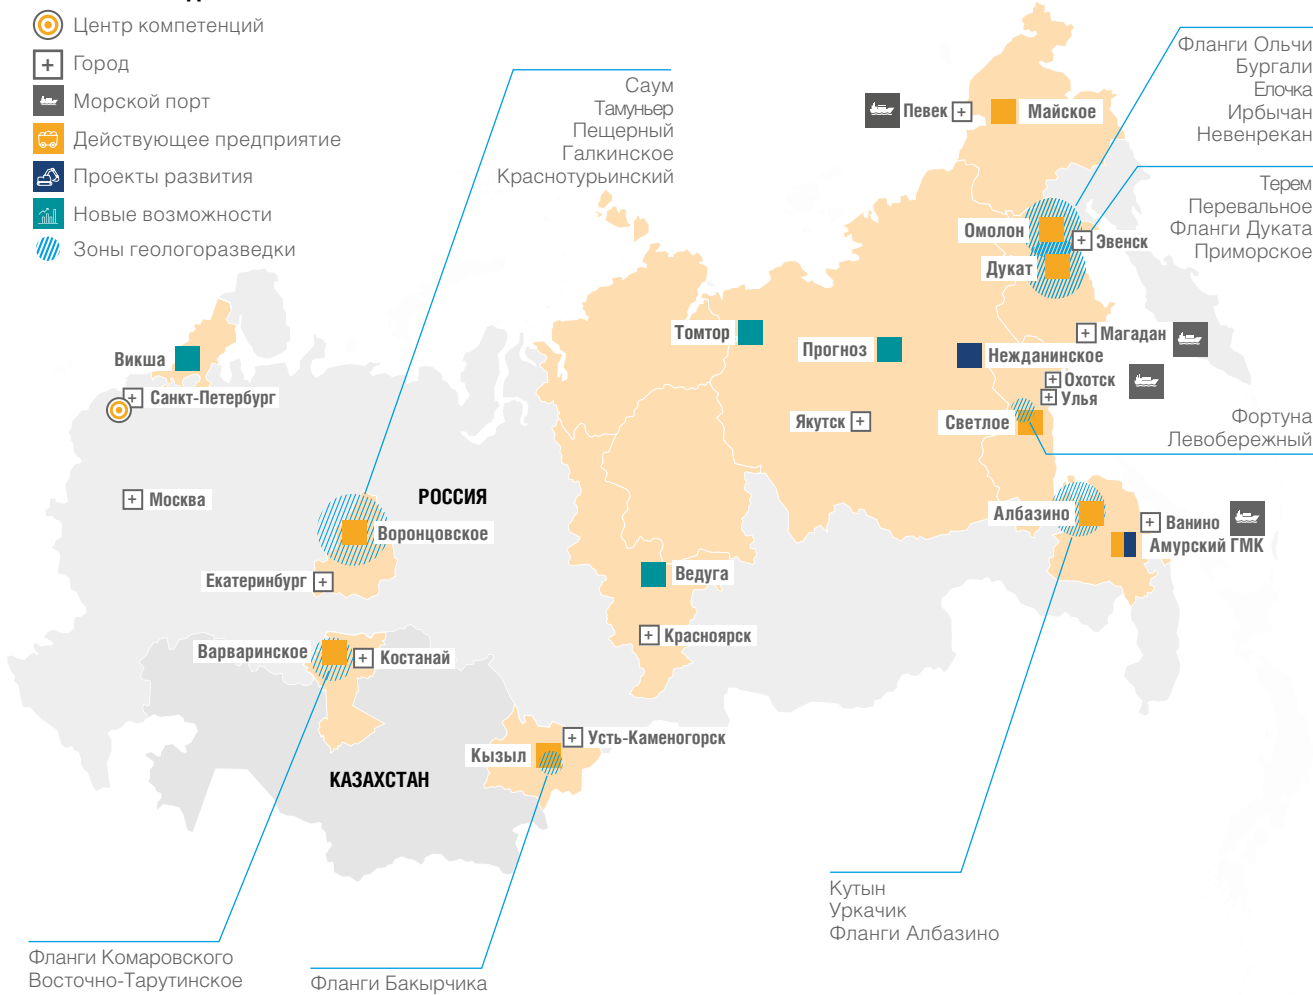 Центр компетенций
Город
Морской порт
Действующее предприятие
Проекты развития
Новые возможности
Зоны геологоразведки
Саум
Тамуньер
Пещерный
Галкинское
Краснотурьинский
Фланги Ольчи
Бургали
Елочка
Ирбычан
Невенрекан
Терем
Перевальное
Фланги Дуката
Приморское
Певек
Майское
Омолон
Эвенск
Дукат
Магадан
Томтор
Прогноз
Нежданинское
Охотск
Улья
Викша
Санкт-Петербург
Якутск
Светлое
Фортуна
Левобережный
Москва
РОССИЯ
Воронцовское
Албазино
Ванино
Амурский ГМК
Екатеринбург
Ведуга
Варваринское
Костанай
Красноярск
Усть-Каменогорск
Кызыл
КАЗАХСТАН
Кутын
Уркачик
Фланги Албазино
Фланги Комаровского
Восточно-Тарутинское
Фланги Бакырчика